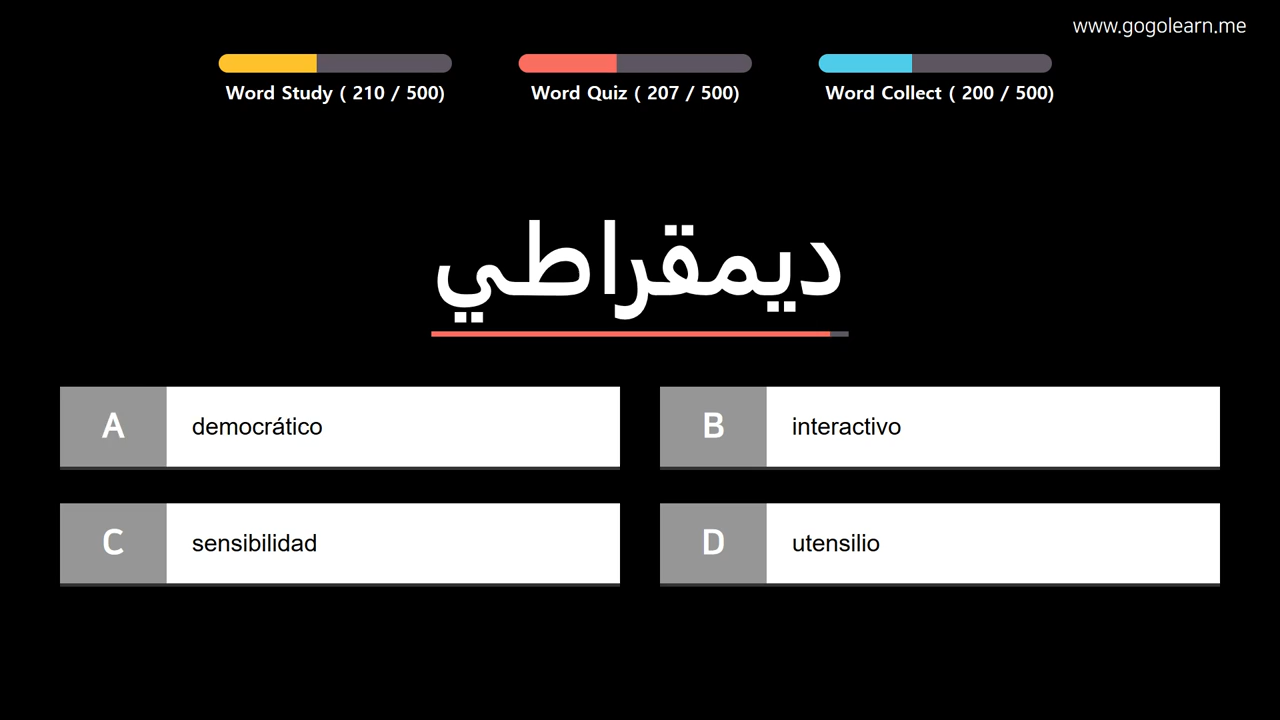 www.gogolearn.me
Word Study ( 210 / 500)
Word Quiz ( 207 / 500)
Word Collect ( 200 / 500)
ديمقراطي
A democrático
B interactivo
C sensibilidad
D utensilio